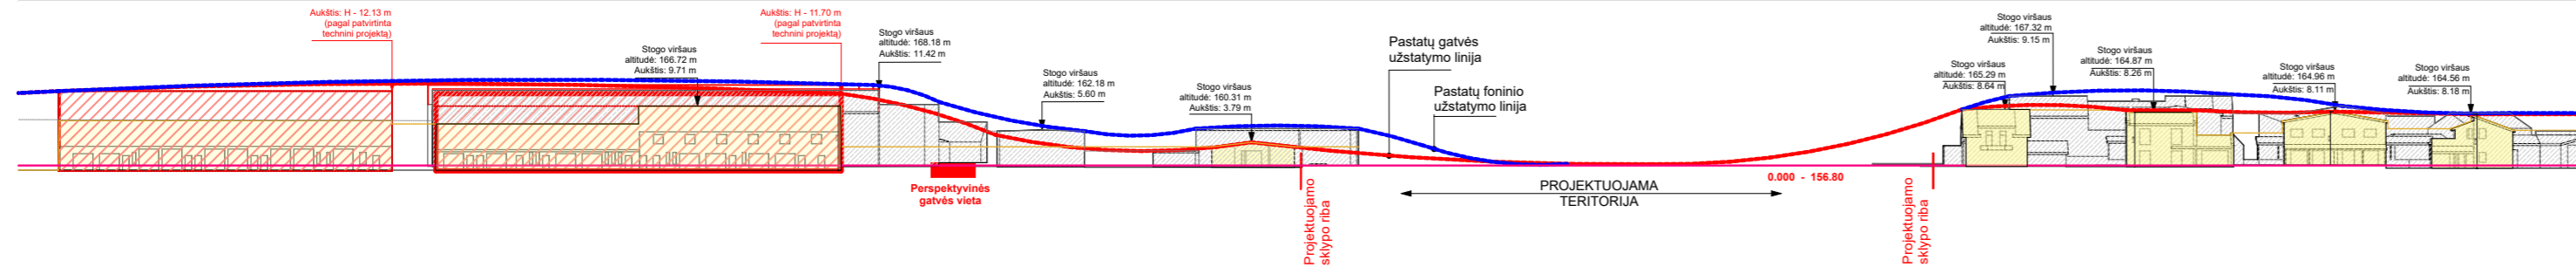 Aukštis: H - 12.13 m
(pagal patvirtinta
technini projektą)
Stogo viršaus
altitudė: 166.72 m
Aukštis: 9.71 m
Aukštis: H - 11.70 m
(pagal patvirtinta
technini projektą)
Stogo viršaus
altitudė: 168.18 m
Aukštis: 11.42 m
Stogo viršaus
altitudė: 162.18 m
Aukštis: 5.60 m
Stogo viršaus
altitudė: 160.31 m
Aukštis: 3.79 m
Pastatų gatvės
užstatymo linija
Pastatų foninio
užstatymo linija
Stogo viršaus
altitudė: 165.29 m
Aukštis: 8.64 m
Stogo viršaus
altitudė: 167.32 m
Aukštis: 9.15 m
Stogo viršaus
altitudė: 164.87 m
Aukštis: 8.26 m
Stogo viršaus
altitudė: 164.96 m
Aukštis: 8.11 m
Stogo viršaus
altitudė: 164.56 m
Aukštis: 8.18 m
Perspektyvinės
gatvės vieta
Projektuojamo
sklypo riba
PROJEKTUOJAMA
TERITORIJA
0.000 - 156.80
Projektuojamo
sklypo riba